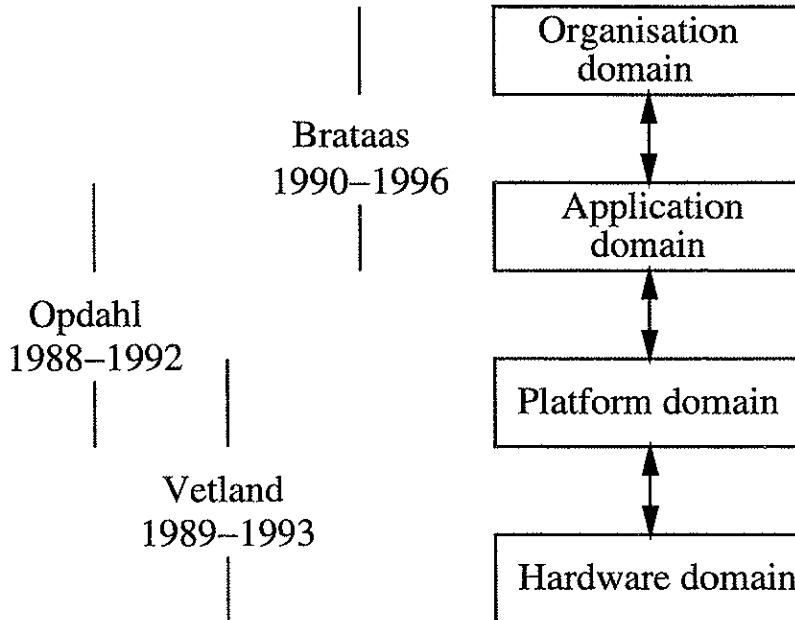 Organisation
domain
Brataas
1990–1996
Application
domain
Opdahl
1988–1992
Platform domain
Vetland
1989–1993
Hardware domain